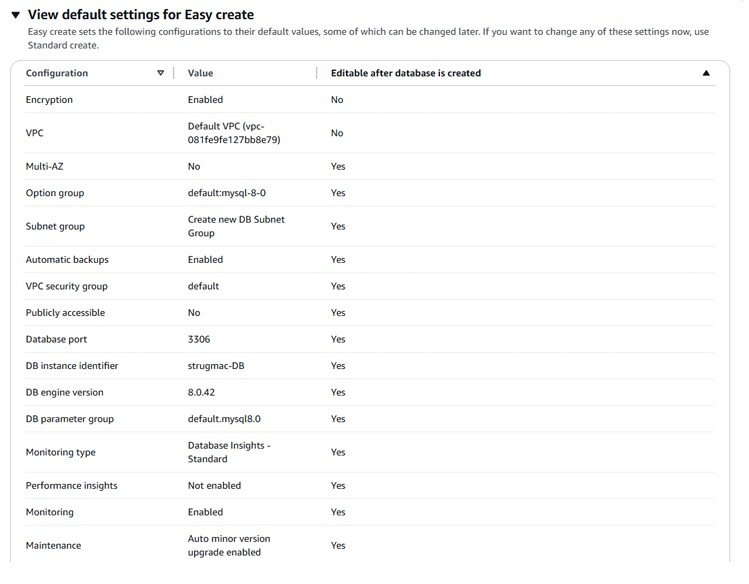 View default settings for Easy create
Easy create sets the following configurations to their default values, some of which can be changed later. If you want to change any of these settings now, use
Standard create.
Configuration Value Editable after database is created
Encryption Enabled No
VPC Default VPC (vpc-
081fe9fe127bb8e79) No
Multi-AZ No Yes
Option group default:mysql-8-0 Yes
Subnet group Create new DB Subnet
Group Yes
Automatic backups Enabled Yes
VPC security group default Yes
Publicly accessible No Yes
Database port 3306 Yes
DB instance identifier strugmac-DB Yes
DB engine version 8.0.42 Yes
DB parameter group default.mysql8.0 Yes
Monitoring type Database Insights -
Standard Yes
Performance insights Not enabled Yes
Monitoring Enabled Yes
Maintenance Auto minor version
upgrade enabled Yes